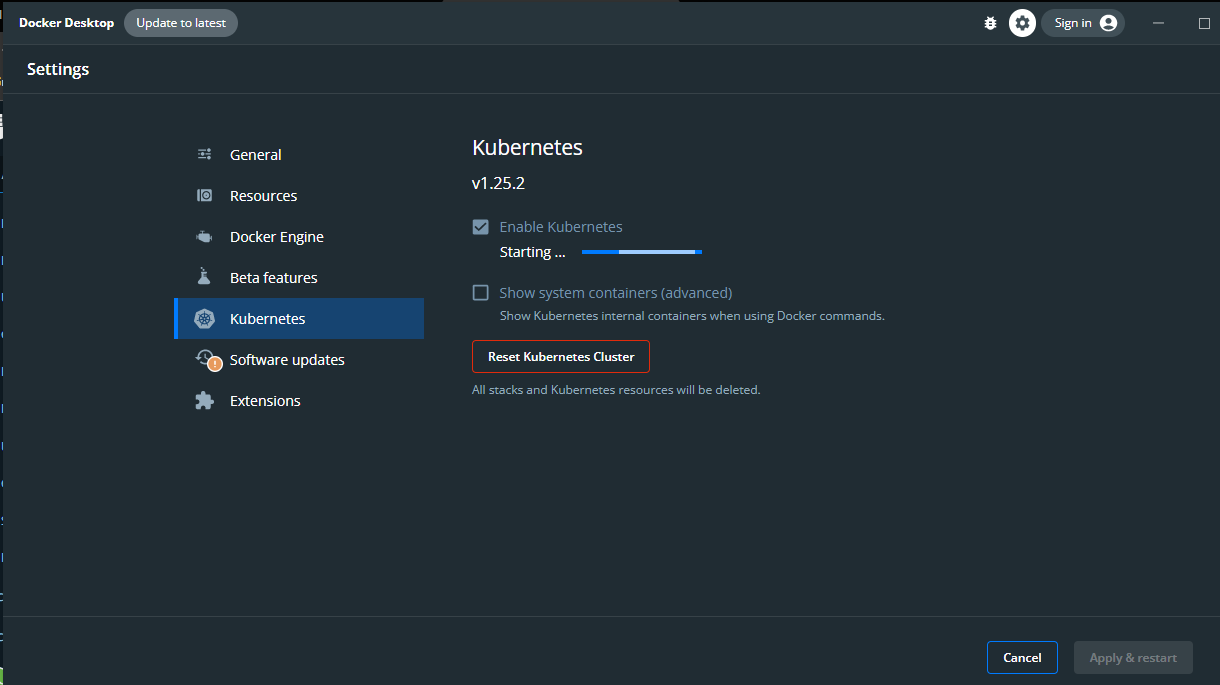 Docker Desktop Update to latest Sign in
Settings
General
Resources
Docker Engine
Beta features
Kubernetes
Software updates
Extensions
Kubernetes
v1.25.2
Enable Kubernetes
Starting ...
Show system containers (advanced)
Show Kubernetes internal containers when using Docker commands.
Reset Kubernetes Cluster
All stacks and Kubernetes resources will be deleted.
Cancel Apply & restart